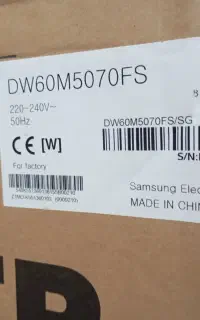 DW60M5070FS
220-240V~
50Hz
DW60M5070FS/SG
CE [W]
S/N:
For factory
Samsung Elec
MADE IN CHIN